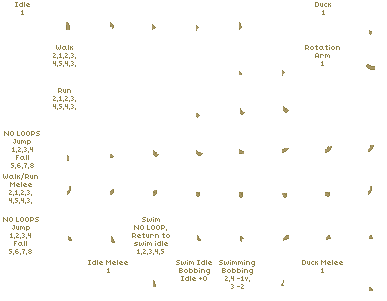 Idle
1
Duck
1
Walk
2,1,2,3,
4,5,4,3,
Rotation
Arm
1
Run
2,1,2,3,
4,5,4,3,
NO LOOPS
Jump
1,2,3,4
Fall
5,6,7,8
Walk/Run
Melee
2,1,2,3,
4,5,4,3,
NO LOOPS
Jump
1,2,3,4
Fall
5,6,7,8
Swim
NO LOOP,
Return to
swim idle
1,2,3,4,5
Idle Melee
1
Swim Idle
Bobbing
Idle +0
Swimming
Bobbing
2,4 -1y,
3 -2
Duck Melee
1